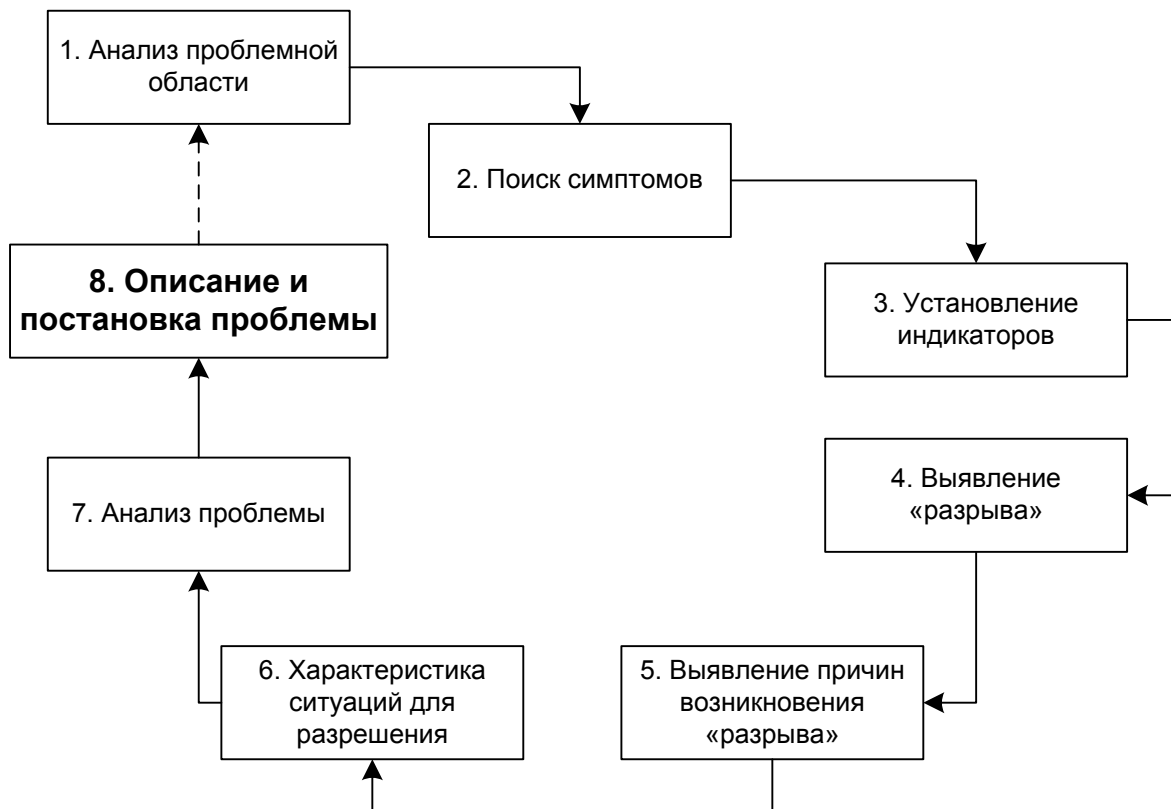 1. Анализ проблемной
области
2. Поиск симптомов
3. Установление
индикаторов
4. Выявление
«разрыва»
5. Выявление причин
возникновения
«разрыва»
6. Характеристика
ситуаций для
разрешения
7. Анализ проблемы
8. Описание и
постановка проблемы